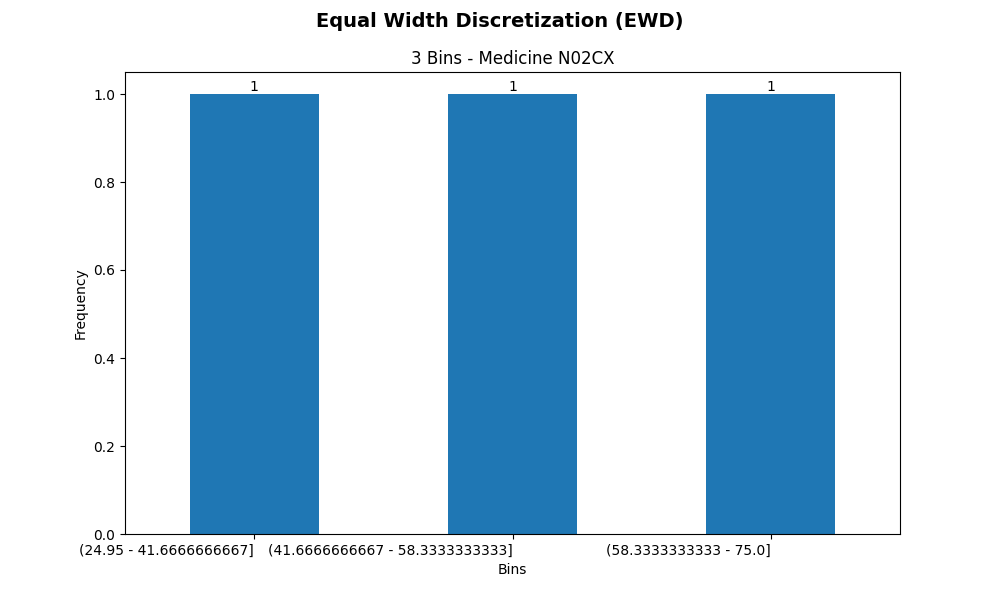 Equal Width Discretization (EWD)
3 Bins - Medicine N02CX
1 1 1
1.0
0.8
0.6
0.4
0.2
0.0
Frequency
(24.95 - 41.6666666667] (41.6666666667 - 58.3333333333] (58.3333333333 - 75.0]
Bins